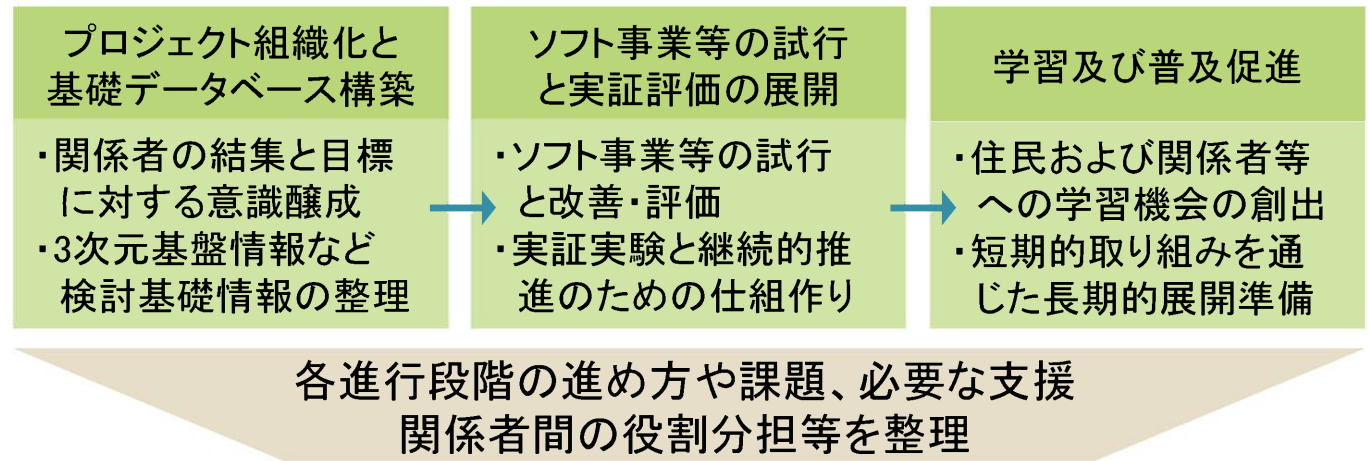 プロジェクト組織化と
基礎データベース構築
・関係者の結集と目標
に対する意識醸成
・3次元基盤情報など
検討基礎情報の整理
ソフト事業等の試行
と実証評価の展開
・ソフト事業等の試行
と改善・評価
・実証実験と継続的推
進のための仕組作り
学習及び普及促進
・住民および関係者等
への学習機会の創出
・短期的取り組みを通
じた長期的展開準備
各進行段階の進め方や課題、必要な支援
関係者間の役割分担等を整理